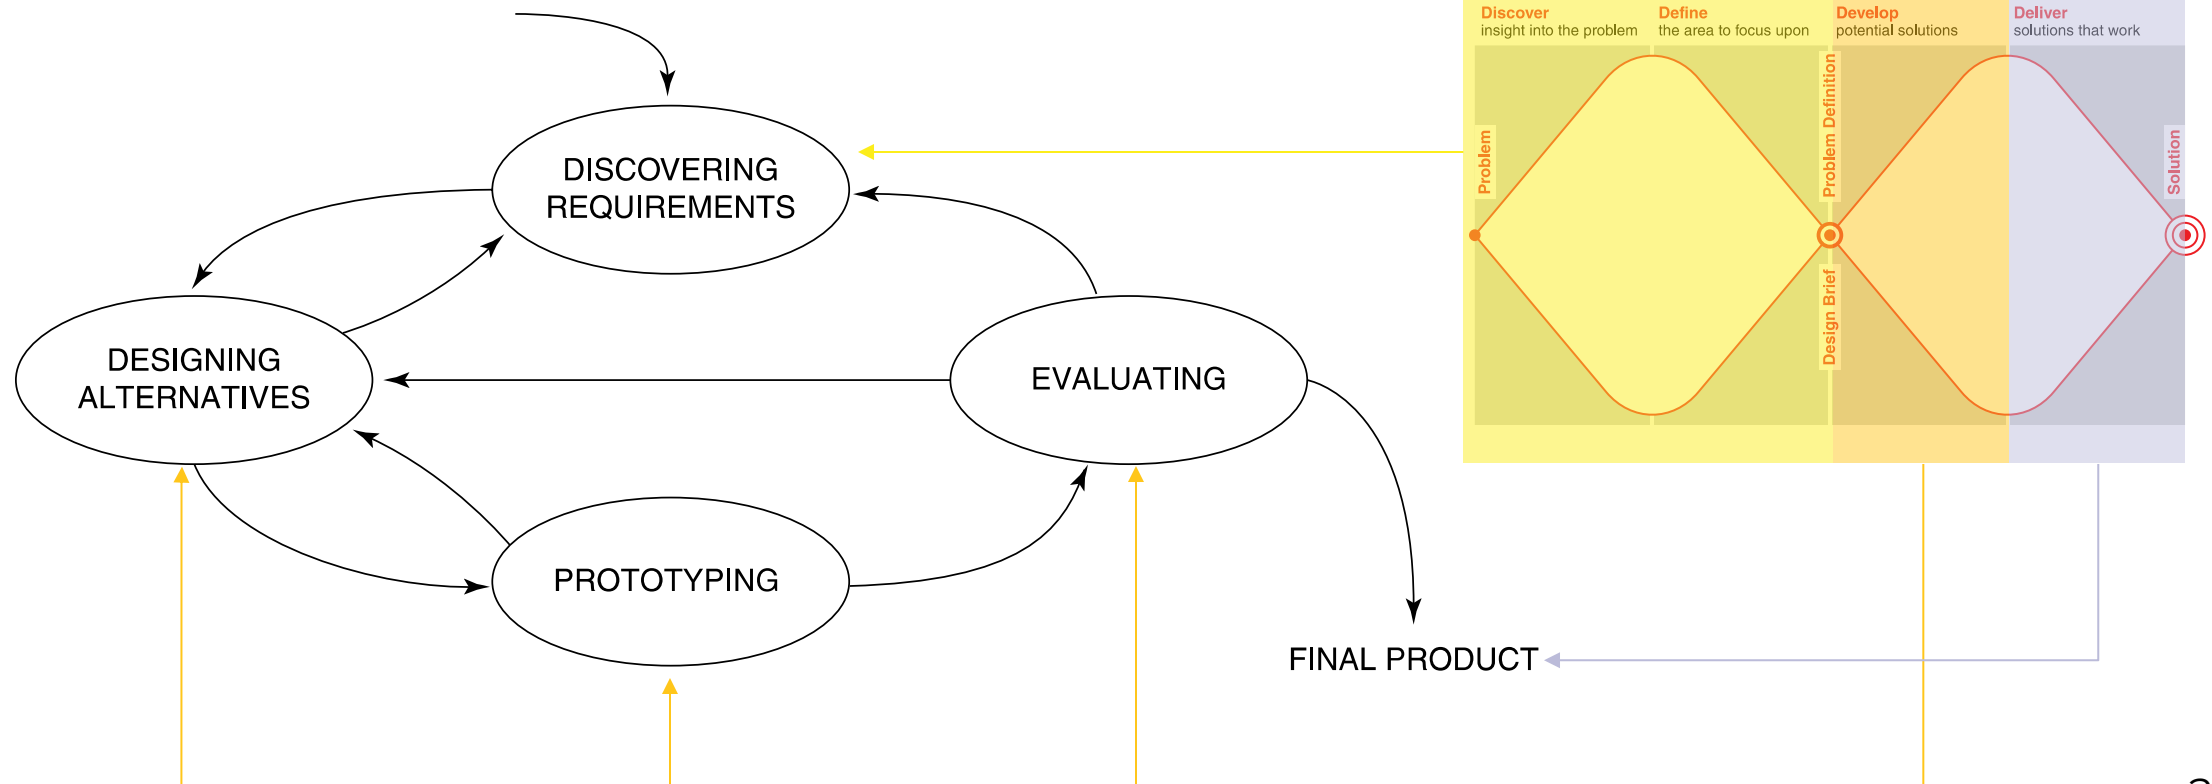 Discover
insight into the problem
Define
the area to focus upon
Develop
potential solutions
Deliver
solutions that work
Problem
Problem Definition
Design Brief
Solution
DISCOVERING
REQUIREMENTS
DESIGNING
ALTERNATIVES
EVALUATING
PROTOTYPING
FINAL PRODUCT